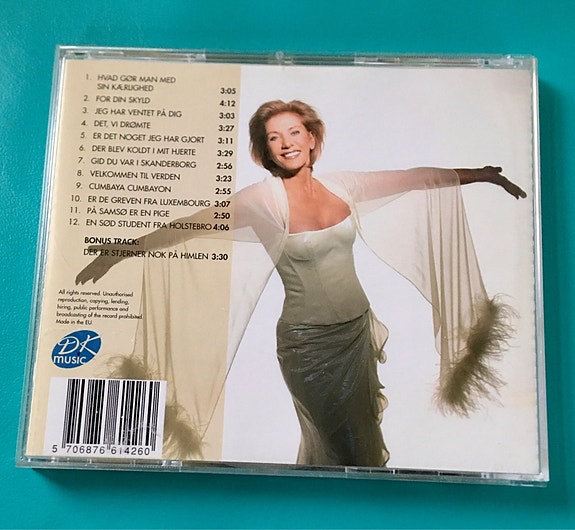 1. HVAD GØR MAN MED
SIN KÆRLIGHED 3:05
2. FOR DIN SKYLD 4:12
3. JEG HAR VENTET PÅ DIG 3:03
4. DET, VI DRØMTE 3:27
5. ER DET NOGET JEG HAR GJORT 3:11
6. DER BLEV KOLDT I MIT HJERTE 3:29
7. GID DU VAR I SKANDERBORG 2:56
8. VELKOMMEN TIL VERDEN 3:23
9. CUMBAYA CUMBAYON 2:55
10. ER DE GREVEN FRA LUXEMBOURG 3:07
11. PÅ SAMSØ ER EN PIGE 2:50
12. EN SØD STUDENT FRA HOLSTEBRO 4:06
BONUS TRACK:
DER ER STJERNER NOK PÅ HIMLEN 3:30
All rights reserved. Unauthorised
reproduction, copying, lending,
hiring, public performance and
broadcasting of the record prohibited.
Made in the EU
DK
MUSIC
5 706876 614260